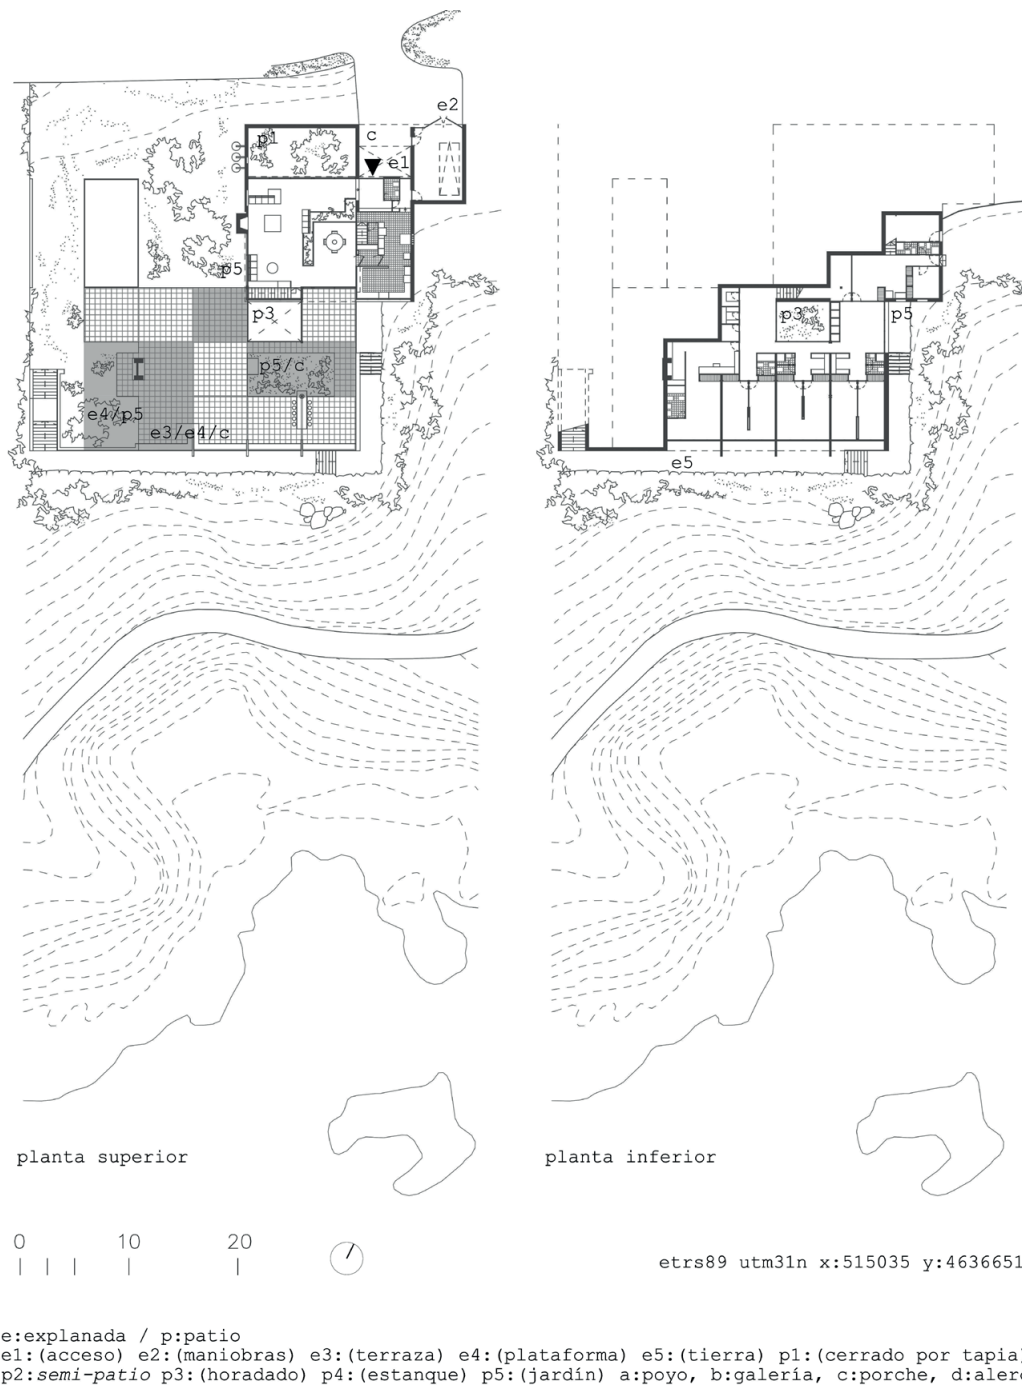 e2
p1
c
e1
p5
p3
p5/c
e4/p5
e3/e4/c
p3
p5
e5
planta superior
planta inferior
0 10 20
etrs89 utm31n x:515035 y:4636651
e:explanada / p:patio
e1:(acceso) e2:(maniobras) e3:(terraza) e4:(plataforma) e5:(tierra) p1:(cerrado por tapia)
p2:semi-patio p3:(horadado) p4:(estanque) p5:(jardín) a:poyo, b:galería, c:porche, d:alero